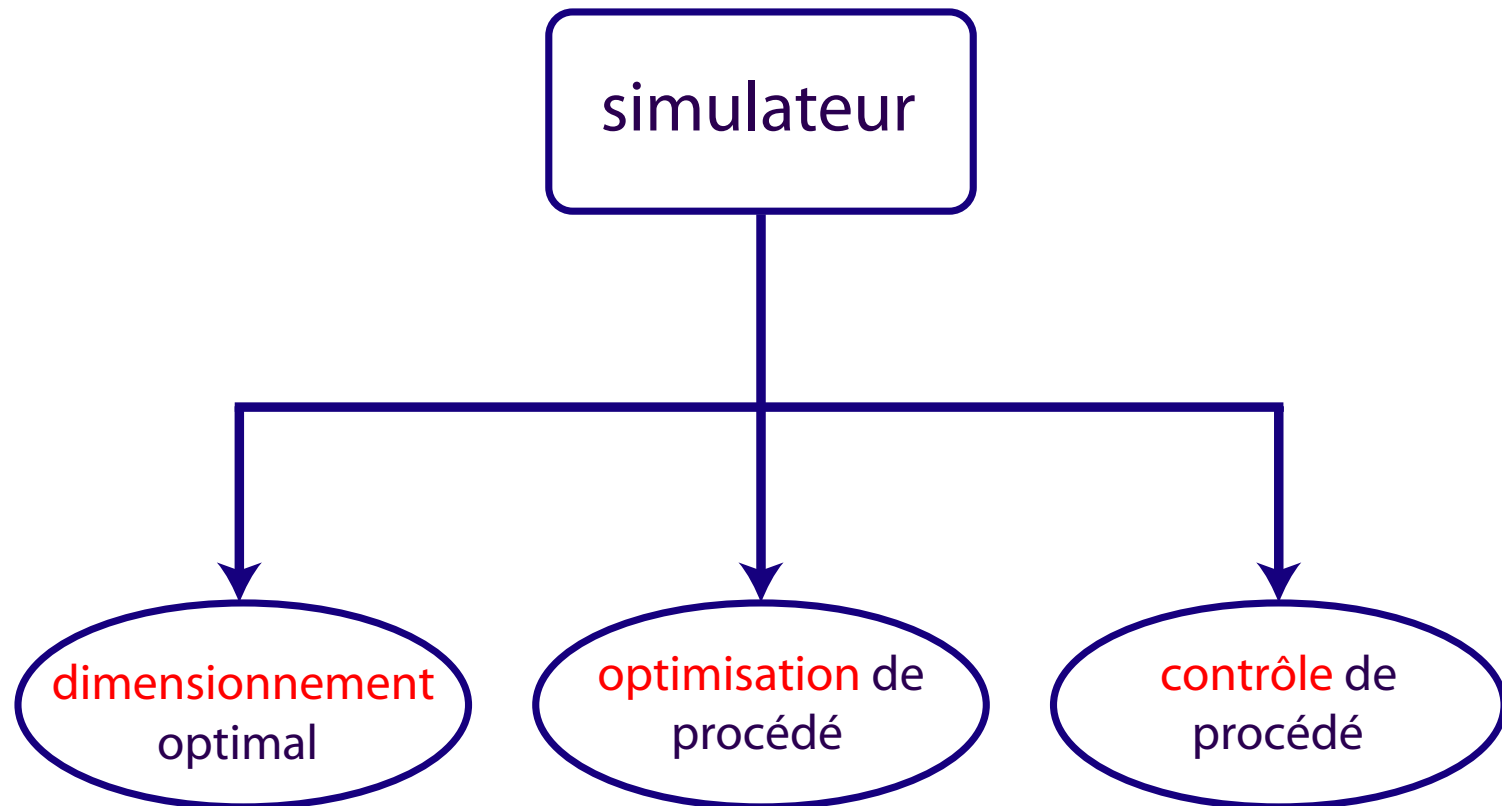 simulateur
dimensionnement
optimal
optimisation de
procédé
contrôle de
procédé